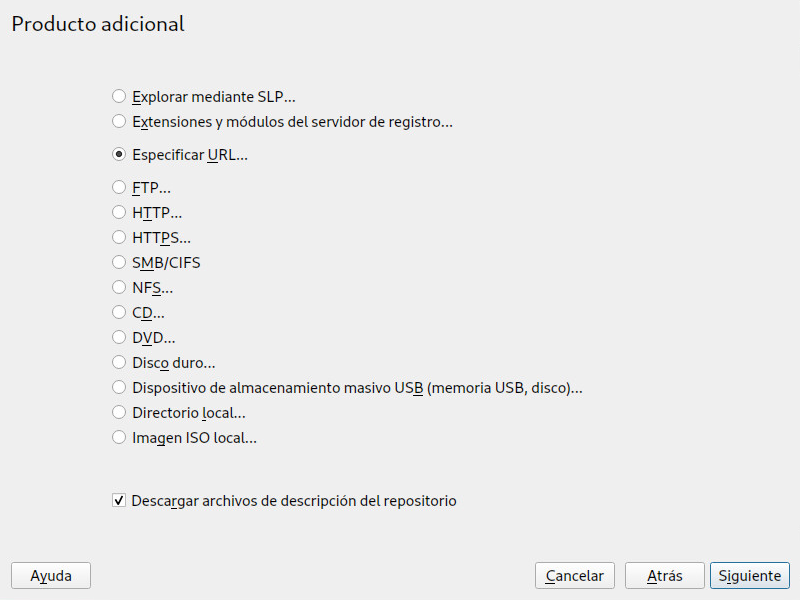 Producto adicional
Explorar mediante SLP...
Extensiones y módulos del servidor de registro...
Especificar URL...
FTP...
HTTP...
HTTPS...
SMB/CIFS
NFS...
CD...
DVD...
Disco duro...
Dispositivo de almacenamiento masivo USB (memoria USB, disco)...
Directorio local...
Imagen ISO local...
Descargar archivos de descripción del repositorio
Ayuda Cancelar Atrás Siguiente